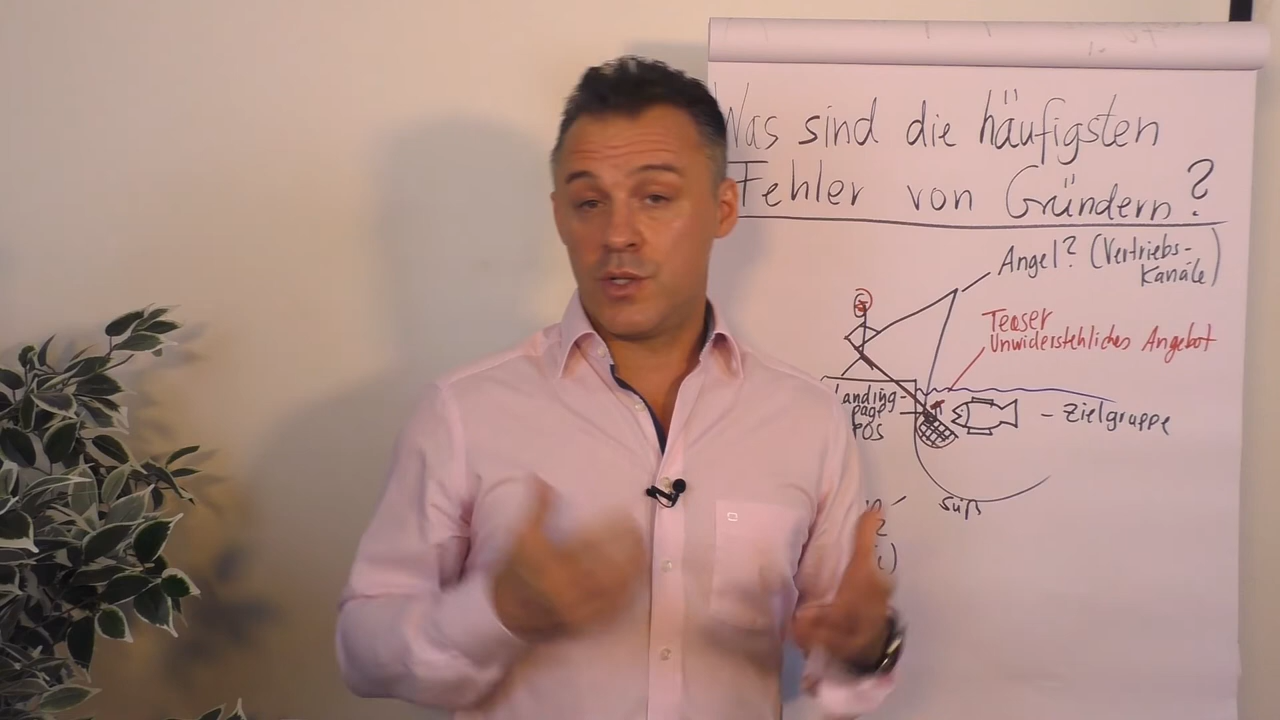 Was sind die häufigsten
Fehler von Gründern?
Angel? (Vertriebs-
Kanäle)
Teaser
Unwiderstehliches Angebot
Landing-
page
POS
- Zielgruppe
süß